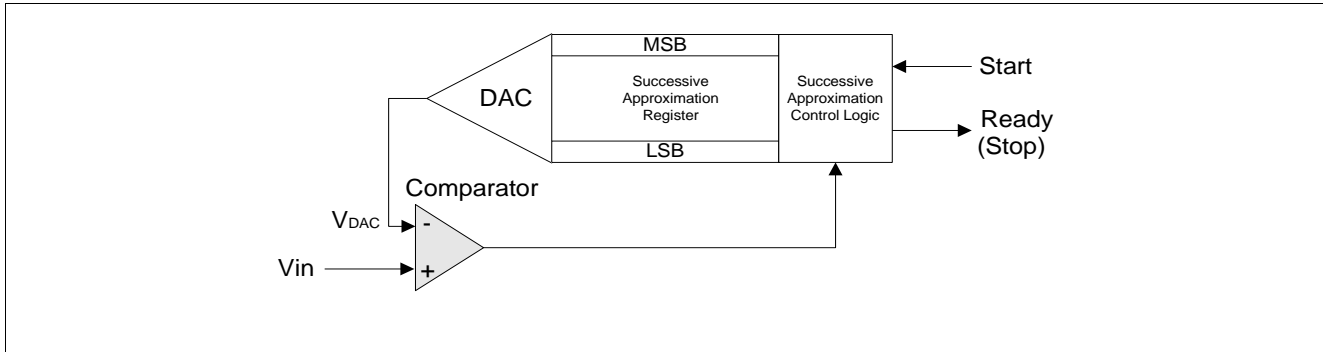 MSB
DAC
Successive
Approximation
Register
Successive
Approximation
Control Logic
LSB
Start
Ready
(Stop)
Comparator
VDAC
-
Vin
+